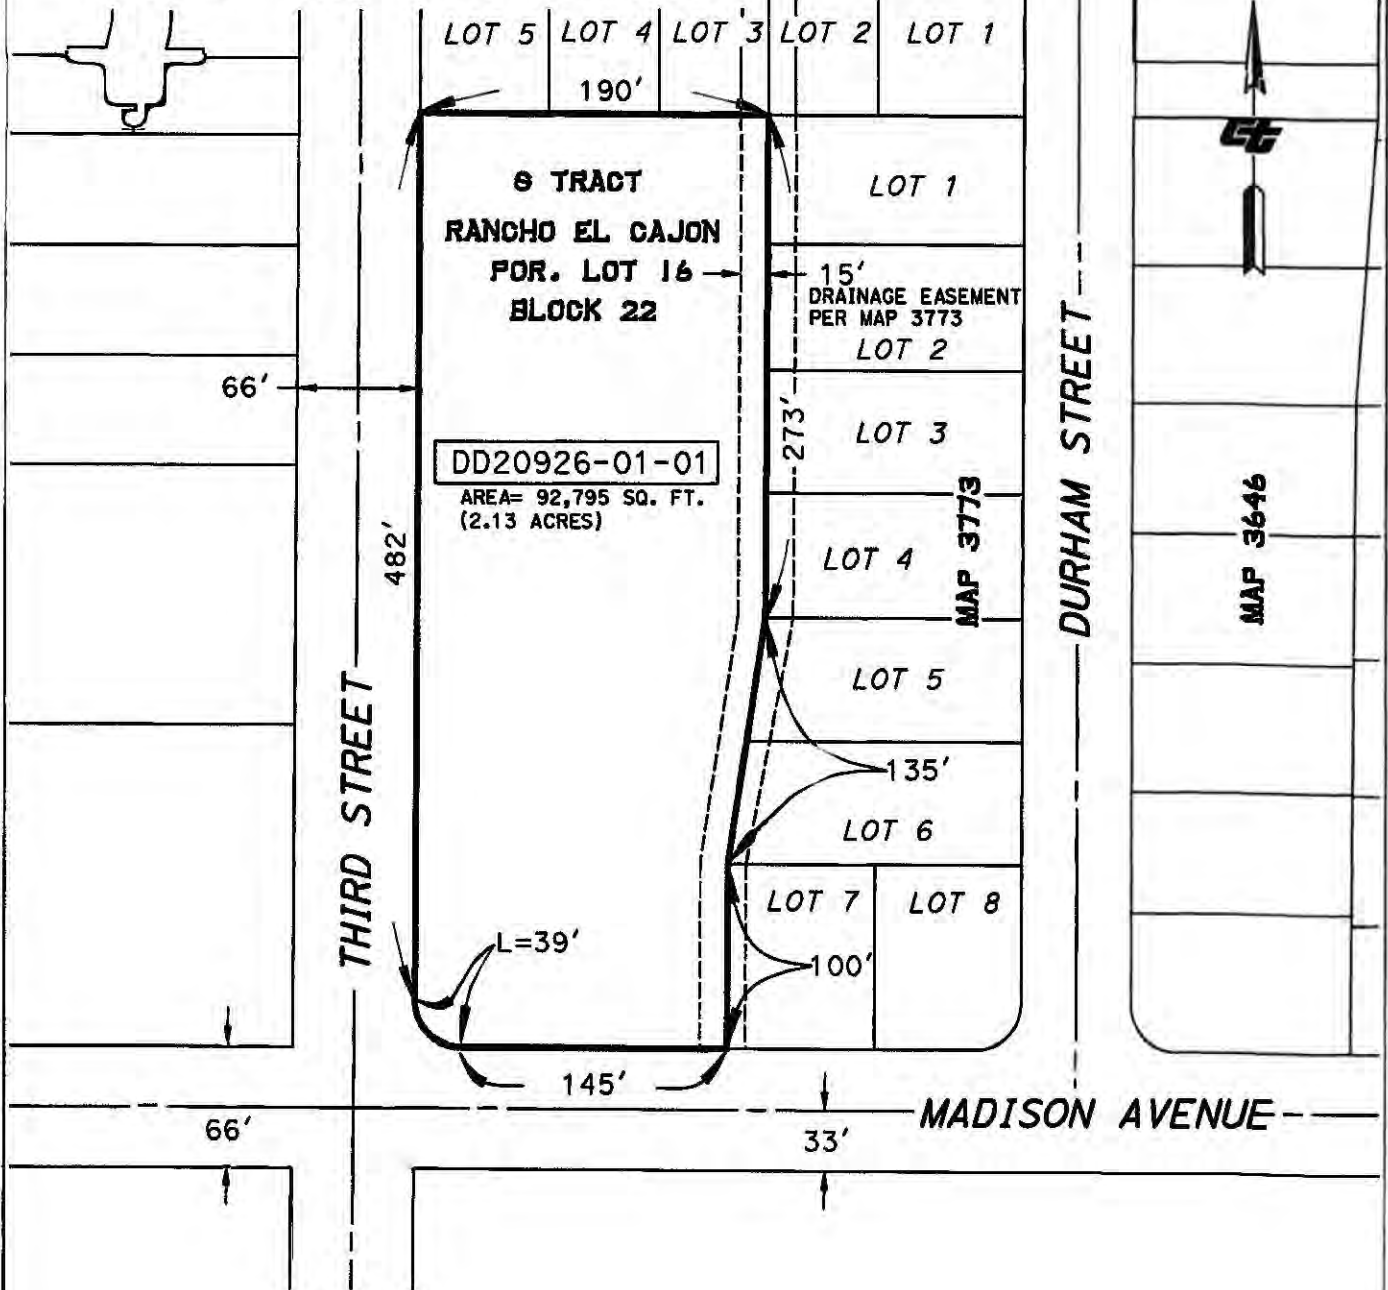 LOT 5 LOT 4 LOT 3 LOT 2 LOT 1
190'
S TRACT
RANCHO EL CAJON
POR. LOT 16
BLOCK 22
ct
LOT 1
15'
DRAINAGE EASEMENT
PER MAP 3773
LOT 2
66'
273'
LOT 3
DD20926-01-01
AREA= 92,795 SQ. FT.
(2.13 ACRES)
482'
LOT 4
MAP 3773
DURHAM STREET
MAP 3646
LOT 5
THIRD STREET
135'
LOT 6
LOT 7
LOT 8
L=39'
100'
145'
MADISON AVENUE
66'
33'